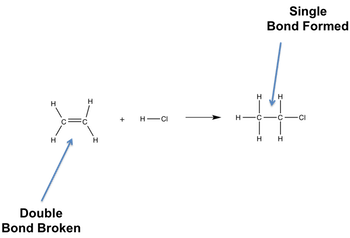 Single
Bond Formed
H H
C=C
H H
+ H—Cl
H H
H—C—C—Cl
H H
Double
Bond Broken